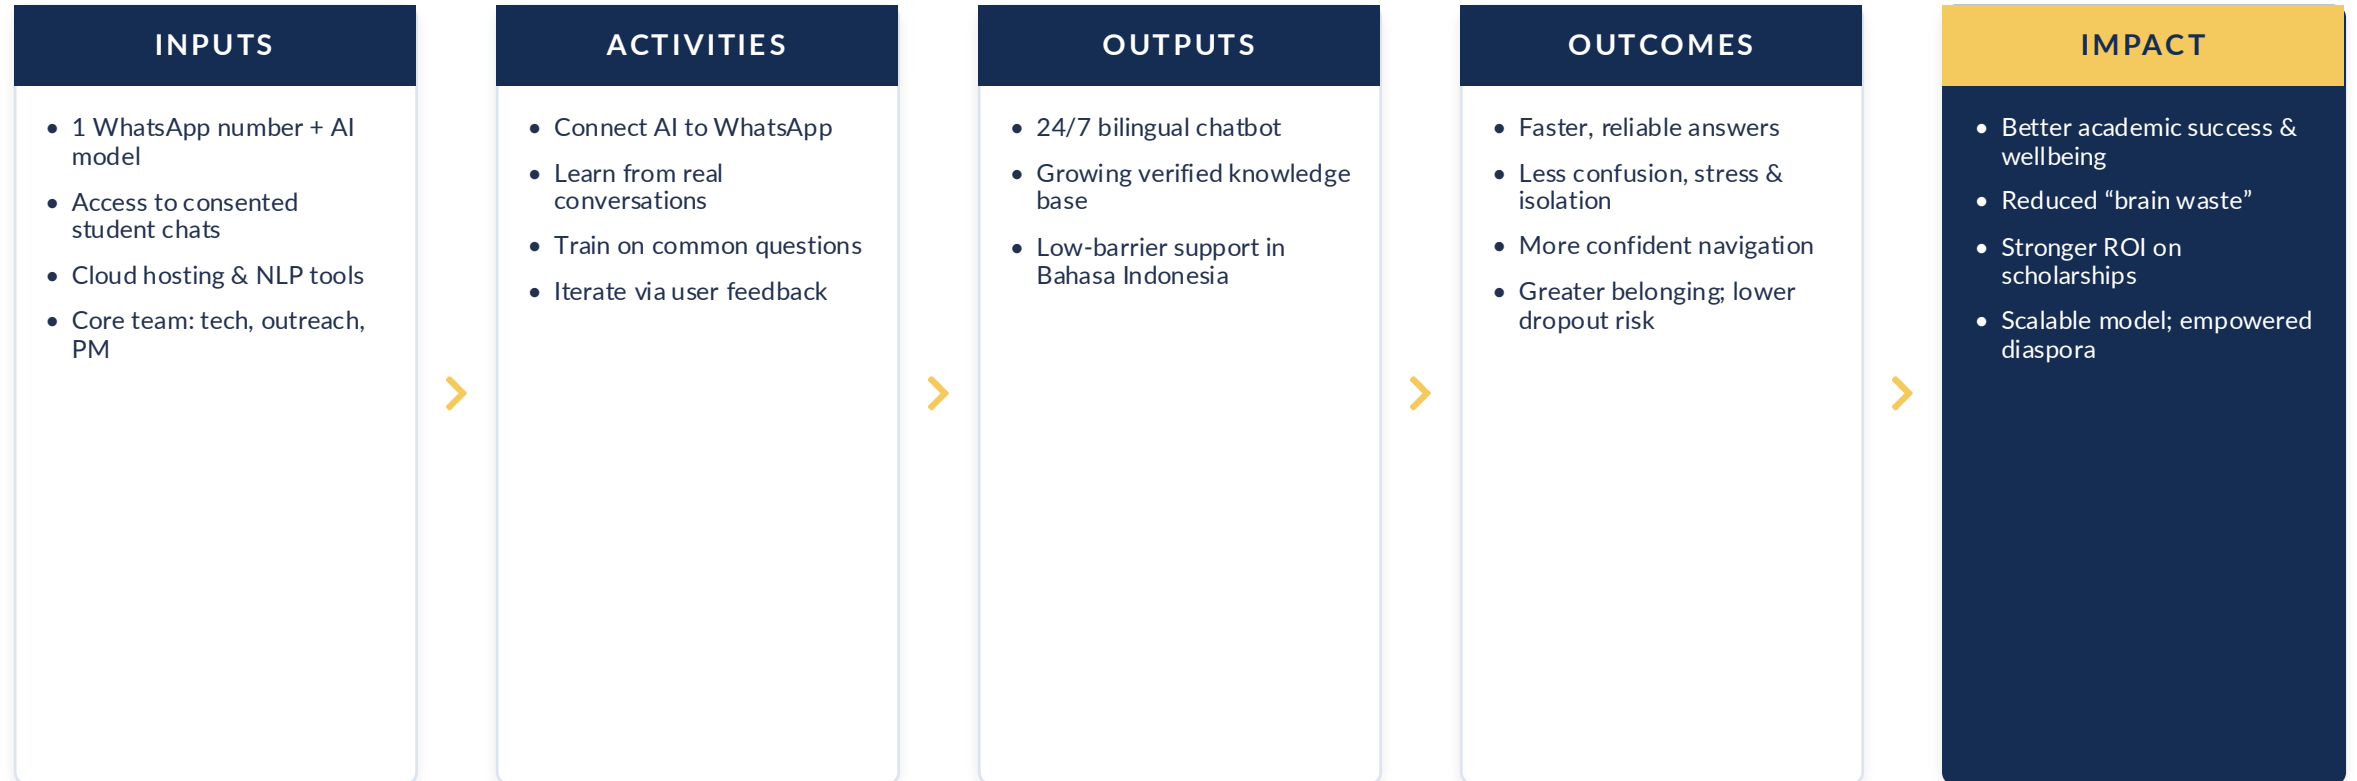 INPUTS
• 1 WhatsApp number + AI
model
• Access to consented
student chats
• Cloud hosting & NLP tools
• Core team: tech, outreach,
PM
ACTIVITIES
• Connect AI to WhatsApp
• Learn from real
conversations
• Train on common questions
• Iterate via user feedback
OUTPUTS
• 24/7 bilingual chatbot
• Growing verified knowledge
base
• Low-barrier support in
Bahasa Indonesia
OUTCOMES
• Faster, reliable answers
• Less confusion, stress &
isolation
• More confident navigation
• Greater belonging; lower
dropout risk
IMPACT
• Better academic success &
wellbeing
• Reduced “brain waste”
• Stronger ROI on
scholarships
• Scalable model; empowered
diaspora